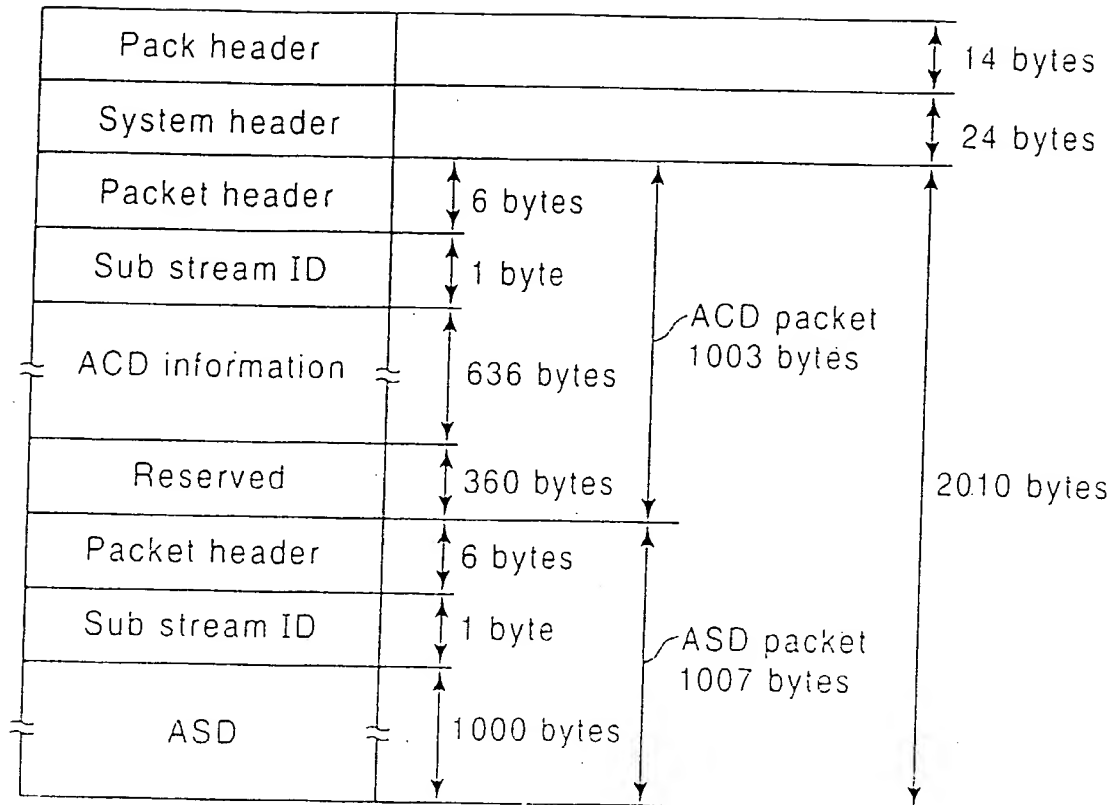 Pack header
14 bytes
System header
24 bytes
Packet header
6 bytes
Sub stream ID
1 byte
ACD information
636 bytes
ACD packet
1003 bytes
Reserved
360 bytes
2010 bytes
Packet header
6 bytes
Sub stream ID
1 byte
ASD packet
1007 bytes
ASD
1000 bytes